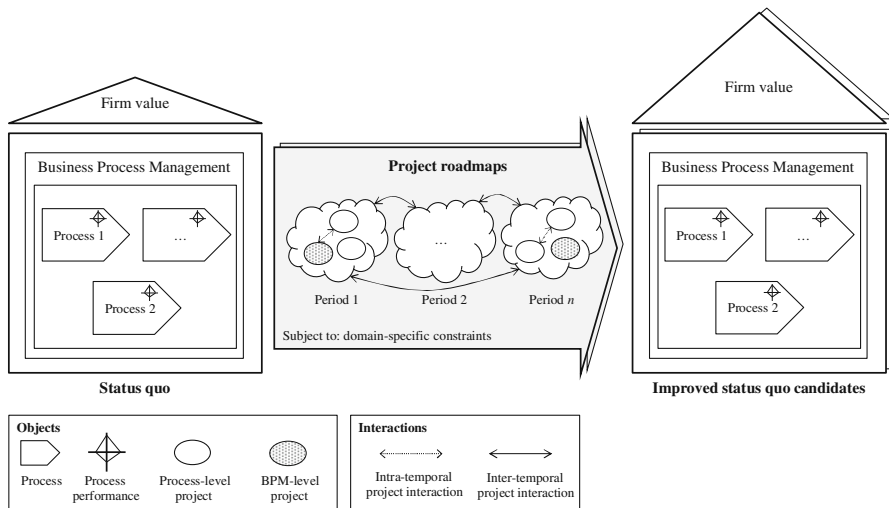 Firm value
Business Process Management
Process 1
…
Process 2
Status quo
Project roadmaps
...
Period 1
Period 2
Period n
Subject to: domain-specific constraints
Firm value
Business Process Management
Process 1
…
Process 2
Improved status quo candidates
Objects
Process
Process
performance
Process-level
project
BPM-level
project
Interactions
Intra-temporal
project interaction
Inter-temporal
project interaction